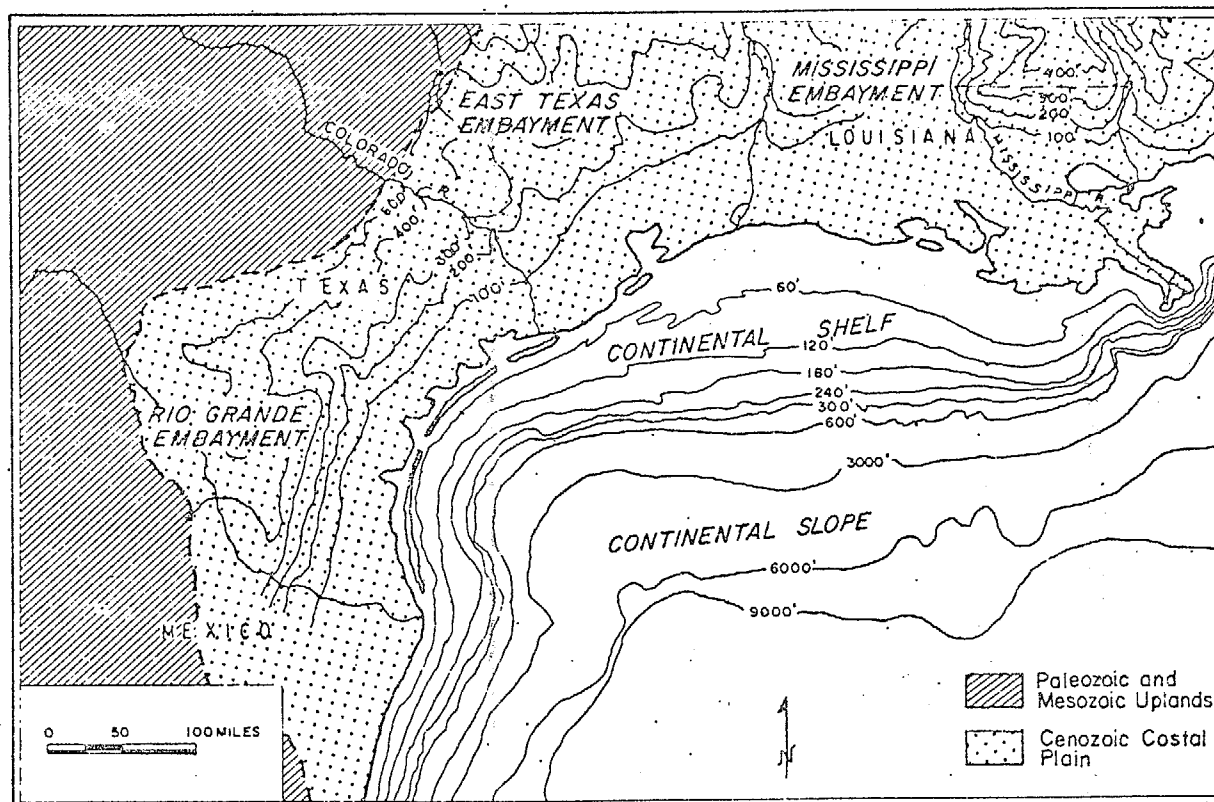 MISSISSIPPI
EMBAYMENT
EAST TEXAS
EMBAYMENT
400'
300'
200'
100'
LOUISIANA
MISSISSIPPI R.
COLORADO R.
500'
400'
300'
200'
100'
TEXAS
60'
CONTINENTAL SHELF
120'
180'
240'
300'
600'
3000'
RIO GRANDE
EMBAYMENT
CONTINENTAL SLOPE
6000'
9000'
MEXICO
0 50 100 MILES
N
Paleozoic and
Mesozoic Uplands
Cenozoic Costal
Plain